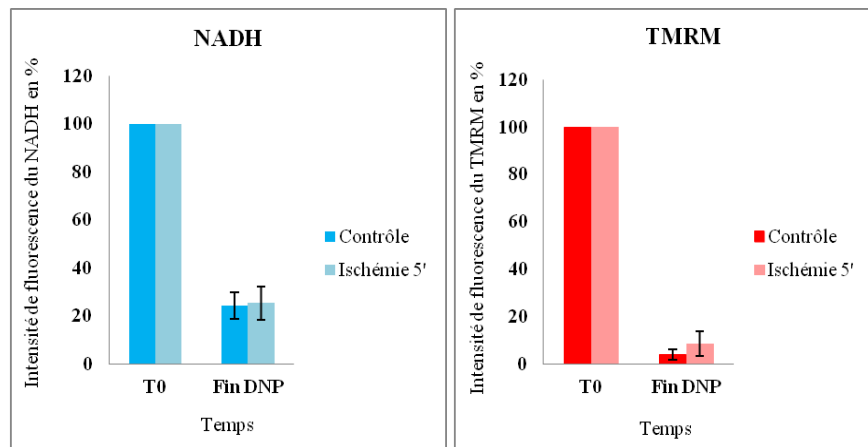 NADH
Intensité de fluorescence du NADH en %
120
100
80
60
40
20
0
T0 Fin DNP
Temps
Contrôle
Ischémie 5'
TMRM
Intensité de fluorescence du TMRM en %
120
100
80
60
40
20
0
T0 Fin DNP
Temps
Contrôle
Ischémie 5'